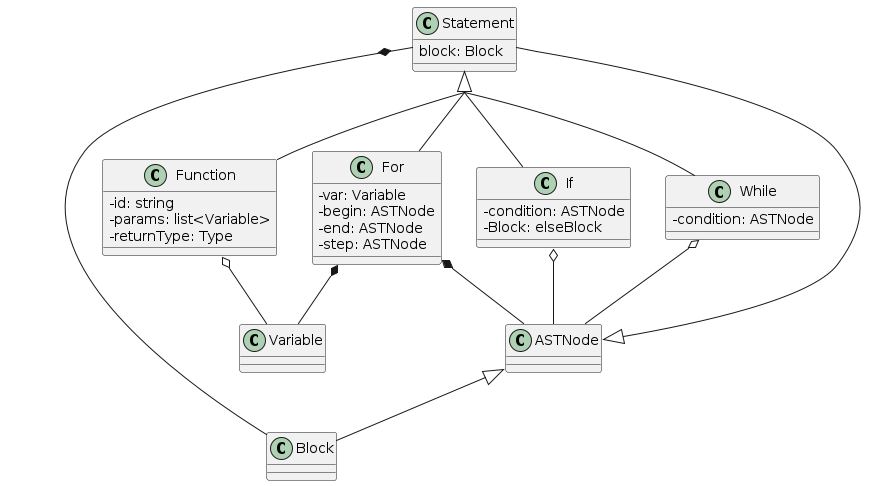 C Statement
block: Block
C Function
-id: string
-params: list<Variable>
-returnType: Type
C For
-var: Variable
-begin: ASTNode
-end: ASTNode
-step: ASTNode
C If
-condition: ASTNode
-Block: elseBlock
C While
-condition: ASTNode
C Variable
C ASTNode
C Block